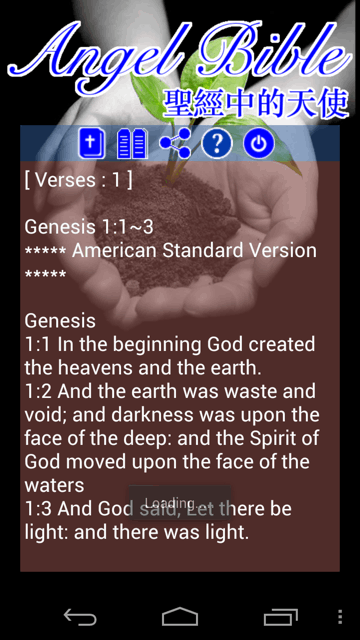 Angel Bible
聖經中的天使
?
[ Verses : 1 ]
Genesis 1:1~3
***** American Standard Version
*****
Genesis
1:1 In the beginning God created
the heavens and the earth.
1:2 And the earth was waste and
void; and darkness was upon the
face of the deep: and the Spirit of
God moved upon the face of the
waters
1:3 And God said, Let there be
light: and there was light.
Loading...